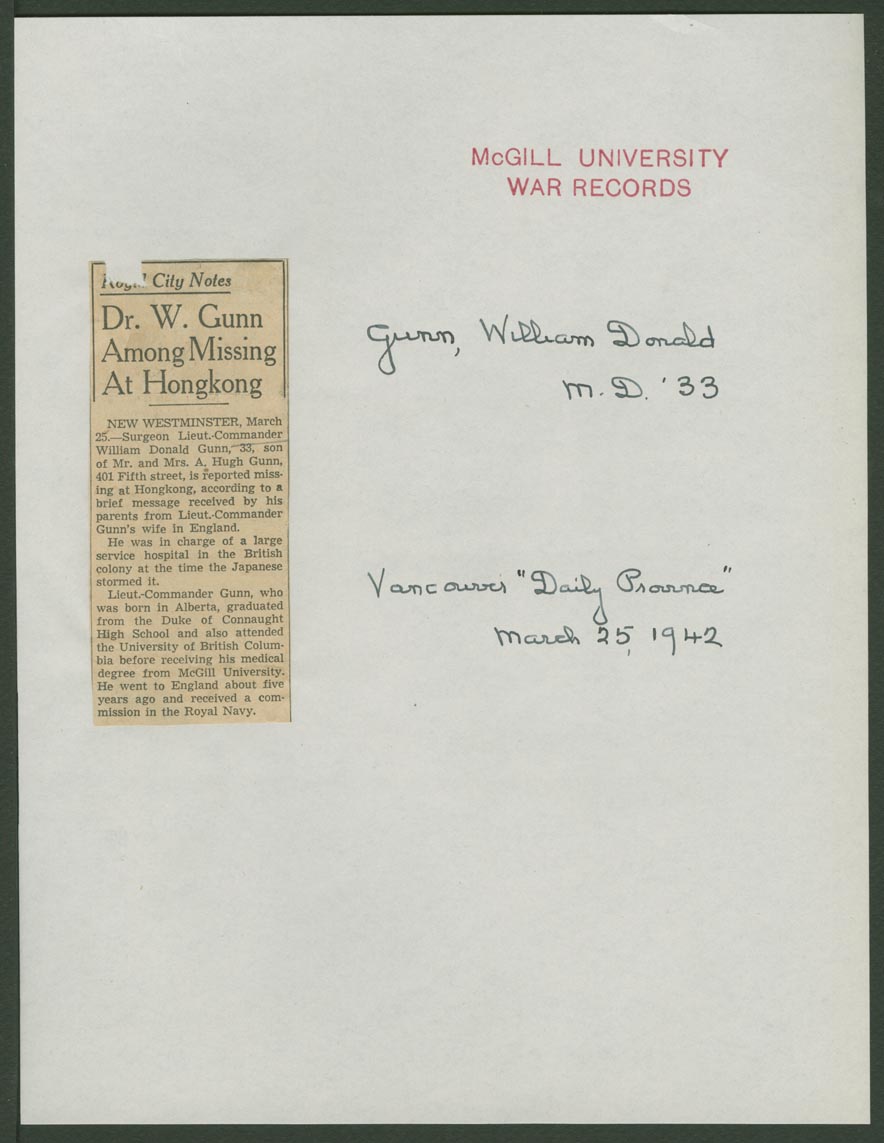 McGILL UNIVERSITY
WAR RECORDS
Royal City Notes
Dr. W. Gunn
Among Missing
At Hongkong
NEW WESTMINSTER, March
25.—Surgeon Lieut.-Commander
William Donald Gunn, 33, son
of Mr. and Mrs. A. Hugh Gunn,
401 Fifth street, is reported miss-
ing at Hongkong, according to a
brief message received by his
parents from Lieut.-Commander
Gunn's wife in England.
He was in charge of a large
service hospital in the British
colony at the time the Japanese
stormed it.
Lieut.-Commander Gunn, who
was born in Alberta, graduated
from the Duke of Connaught
High School and also attended
the University of British Colum-
bia before receiving his medical
degree from McGill University.
He went to England about five
years ago and received a com-
mission in the Royal Navy.
Gunn, William Donald
M.D. '33
Vancouver "Daily Province"
March 25, 1942